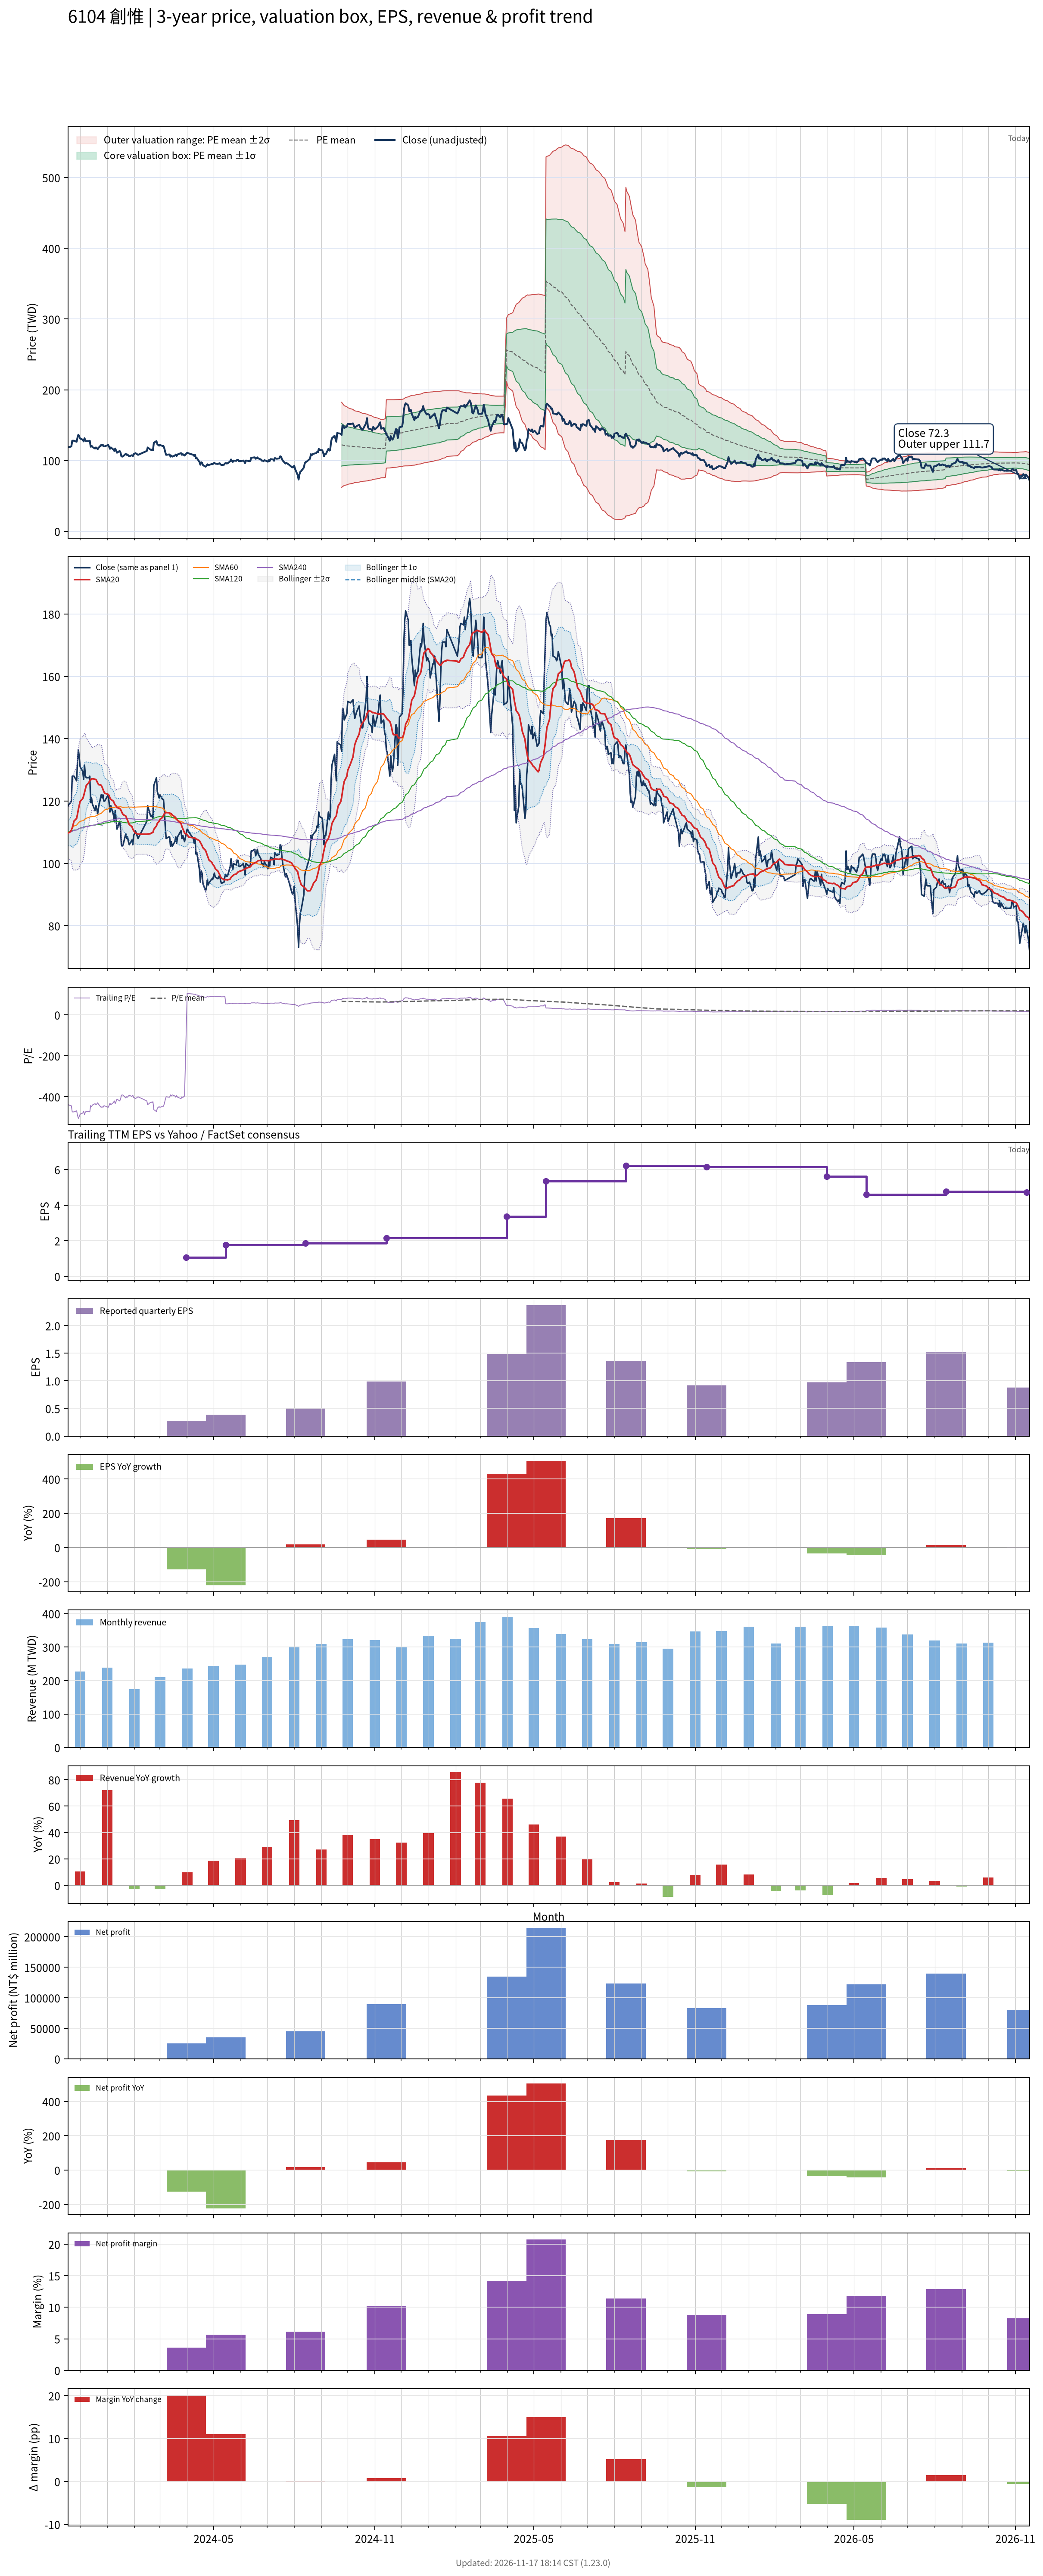 6104 創惟 | 3-year price, valuation box, EPS, revenue & profit trend
Outer valuation range: PE mean ±2σ
PE mean
Close (unadjusted)
Core valuation box: PE mean ±1σ
Today
Price (TWD)
500
400
300
200
100
0
Close 72.3
Outer upper 111.7
Close (same as panel 1)
SMA60
SMA240
Bollinger ±1σ
SMA20
SMA120
Bollinger ±2σ
Bollinger middle (SMA20)
Price
180
160
140
120
100
80
Trailing P/E
P/E mean
P/E
0
-200
-400
Trailing TTM EPS vs Yahoo / FactSet consensus
Today
EPS
6
4
2
0
Reported quarterly EPS
EPS
2.0
1.5
1.0
0.5
0.0
EPS YoY growth
YoY (%)
400
200
0
-200
Monthly revenue
Revenue (M TWD)
400
300
200
100
0
Revenue YoY growth
YoY (%)
80
60
40
20
0
Month
Net profit
Net profit (NT$ million)
200000
150000
100000
50000
0
Net profit YoY
YoY (%)
400
200
0
-200
Net profit margin
Margin (%)
20
15
10
5
0
Margin YoY change
Δ margin (pp)
20
10
0
-10
2024-05
2024-11
2025-05
2025-11
2026-05
2026-11
Updated: 2026-11-17 18:14 CST (1.23.0)